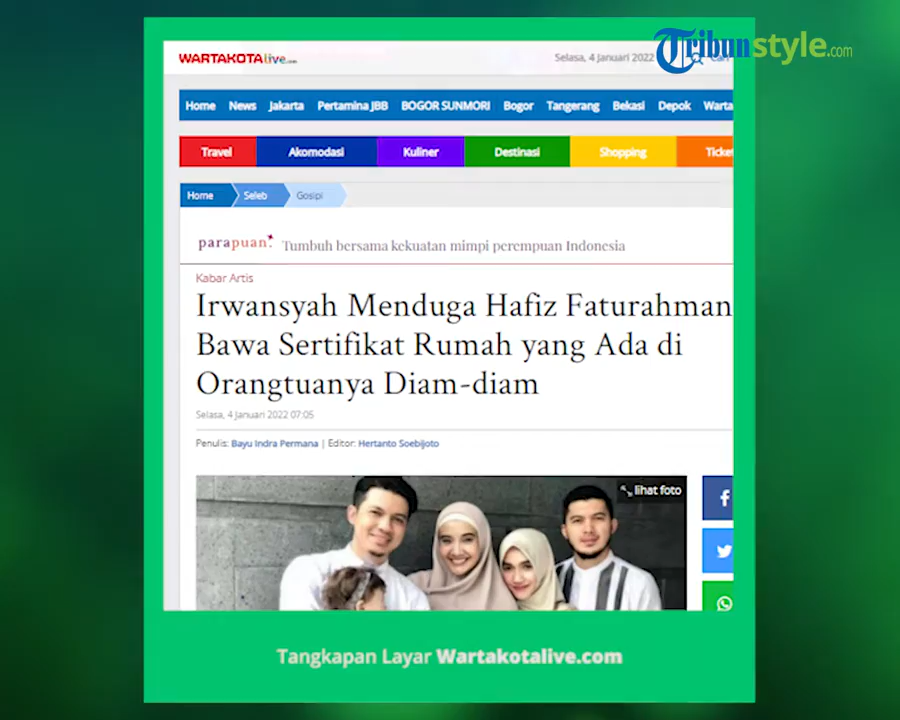 Tribunstyle.com
WARTAKOTAlive.com
Selasa, 4 Januari 2022
Home News Jakarta Pertamina JBB BOGOR SUNMORI Bogor Tangerang Bekasi Depok Warta
Travel Akomodasi Kuliner Destinasi Shopping Ticket
Home Seleb Gosipi
parapuan. Tumbuh bersama kekuatan mimpi perempuan Indonesia
Kabar Artis
Irwansyah Menduga Hafiz Faturahman
Bawa Sertifikat Rumah yang Ada di
Orangtuanya Diam-diam
Selasa, 4 Januari 2022 07:05
Penulis: Bayu Indra Permana | Editor: Hertanto Soebijoto
lihat foto
Tangkapan Layar Wartakotalive.com